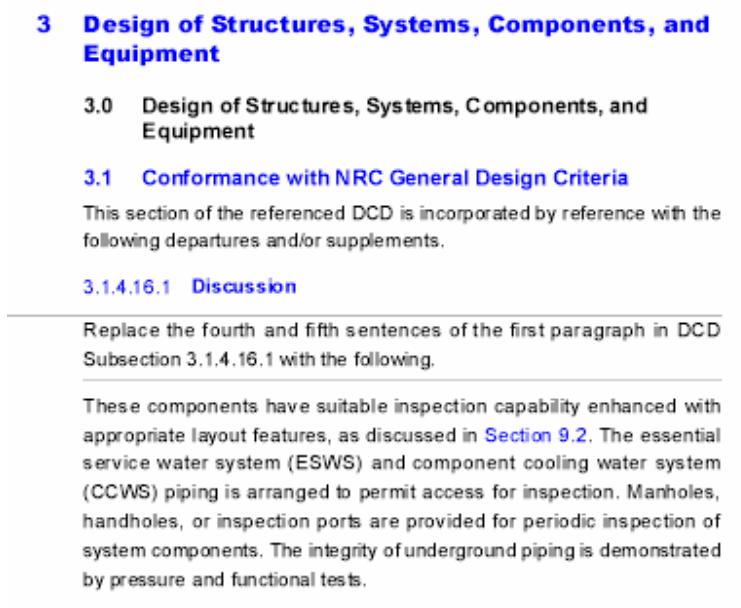 3 Design of Structures, Systems, Components, and
Equipment
3.0 Design of Structures, Systems, Components, and
Equipment
3.1 Conformance with NRC General Design Criteria
This section of the referenced DCD is incorporated by reference with the
following departures and/or supplements.
3.1.4.16.1 Discussion
Replace the fourth and fifth sentences of the first paragraph in DCD
Subsection 3.1.4.16.1 with the following.
These components have suitable inspection capability enhanced with
appropriate layout features, as discussed in Section 9.2. The essential
service water system (ESWS) and component cooling water system
(CCWS) piping is arranged to permit access for inspection. Manholes,
handholes, or inspection ports are provided for periodic inspection of
system components. The integrity of underground piping is demonstrated
by pressure and functional tests.